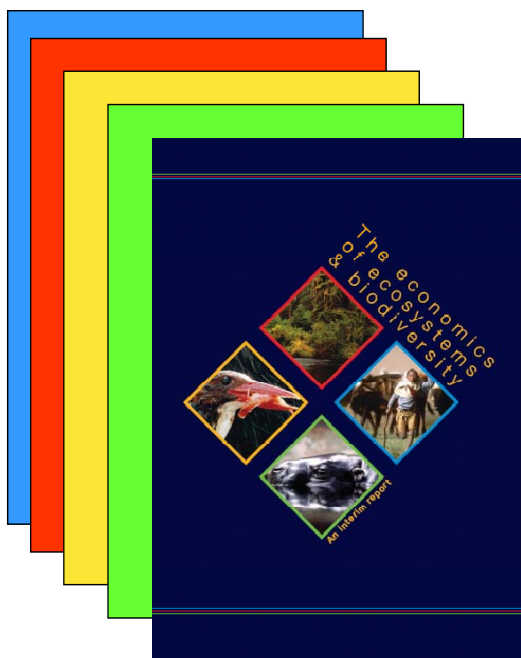 The economics
of ecosystems
& biodiversity
An interim report